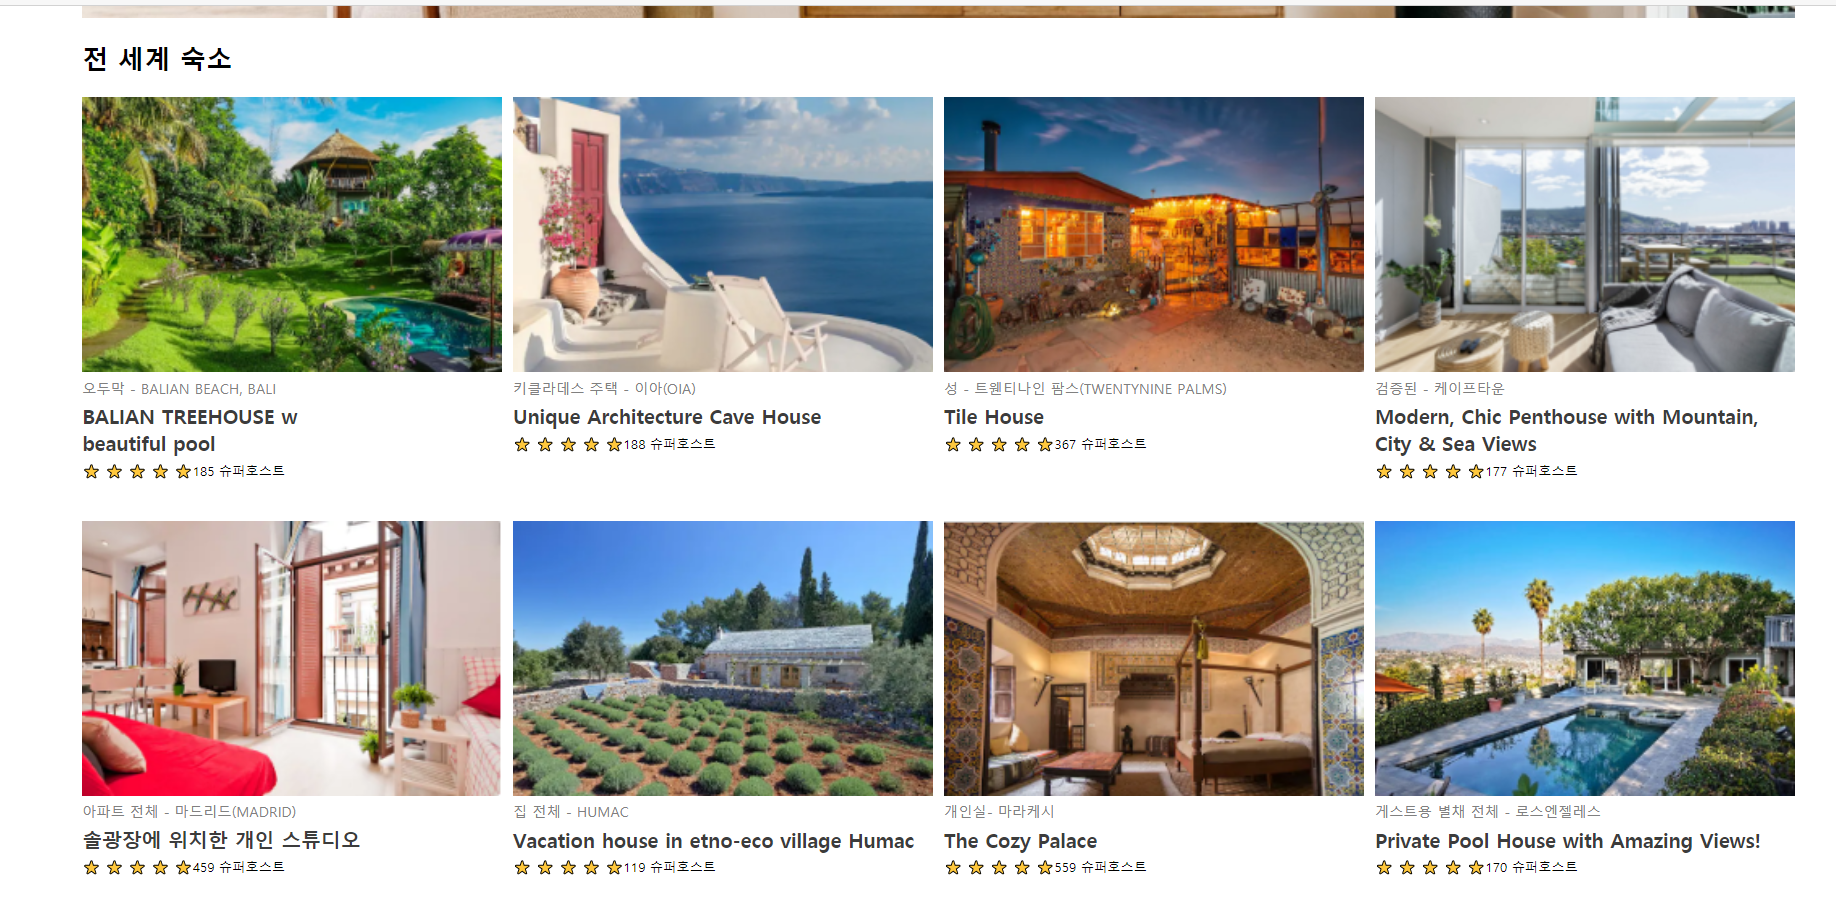 전 세계 숙소
오두막 - BALIAN BEACH, BALI
BALIAN TREEHOUSE w
beautiful pool
185 슈퍼호스트
키클라데스 주택 - 이아(OIA)
Unique Architecture Cave House
188 슈퍼호스트
성 - 트웬티나인 팜스(TWENTYNINE PALMS)
Tile House
367 슈퍼호스트
검증된 - 케이프타운
Modern, Chic Penthouse with Mountain,
City & Sea Views
177 슈퍼호스트
아파트 전체 - 마드리드(MADRID)
솔광장에 위치한 개인 스튜디오
459 슈퍼호스트
집 전체 - HUMAC
Vacation house in etno-eco village Humac
119 슈퍼호스트
개인실- 마라케시
The Cozy Palace
559 슈퍼호스트
게스트용 별채 전체 - 로스엔젤레스
Private Pool House with Amazing Views!
170 슈퍼호스트